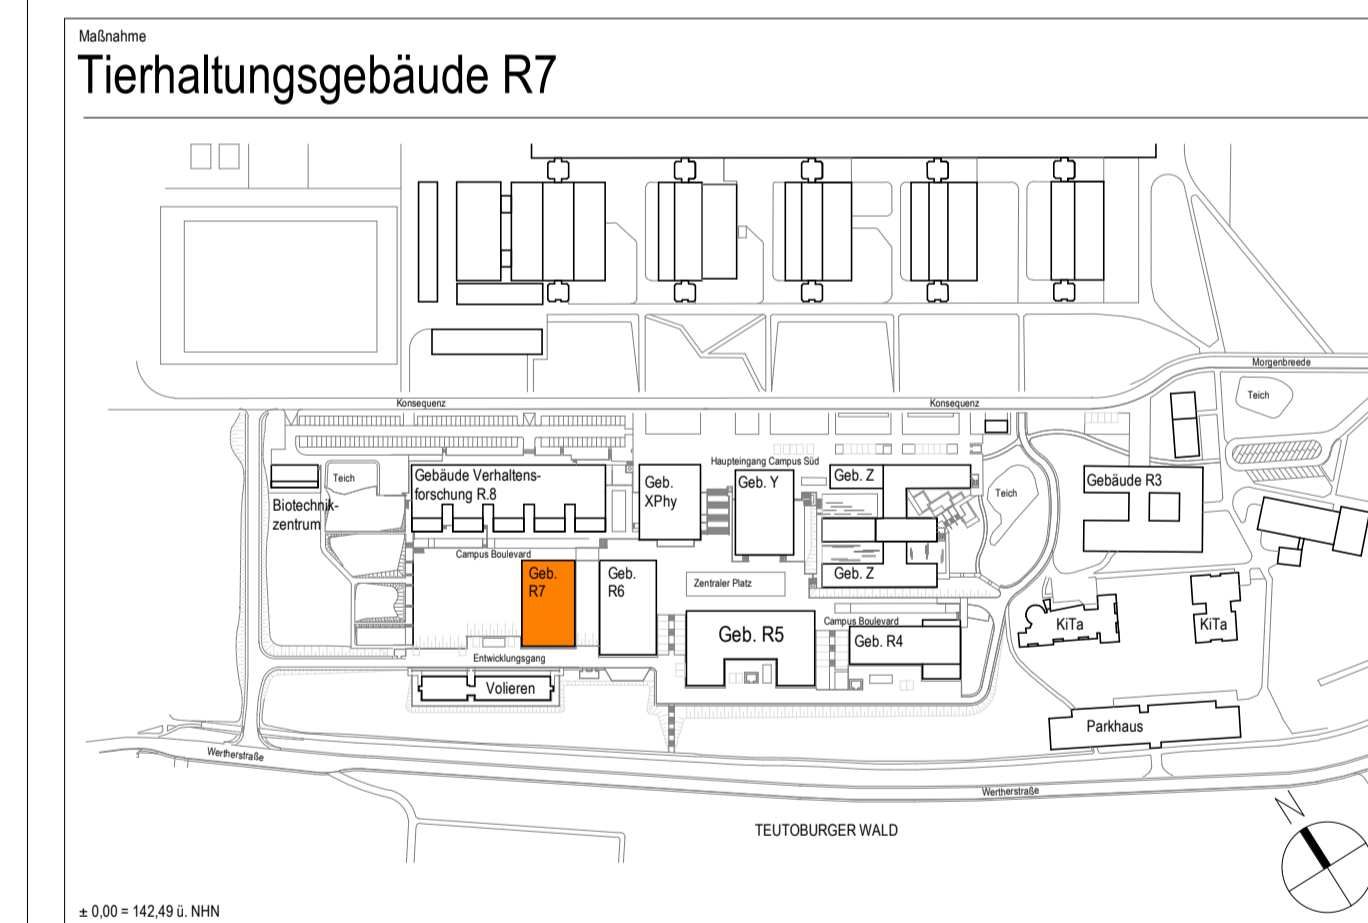 Maßnahme
Tierhaltungsgebäude R7
Morgenbreede
Teich
Konsequenz
Konsequenz
Haupteingang Campus Süd
Teich
Biotechnik-
zentrum
Gebäude Verhaltens-
forschung R.8
Geb.
XPhy
Geb. Y
Geb. Z
Teich
Gebäude R3
Campus Boulevard
Geb.
R7
Geb.
R6
Zentraler Platz
Geb. Z
Campus Boulevard
Geb. R5
Geb. R4
KiTa
KiTa
Entwicklungsgang
Volieren
Parkhaus
Wertherstraße
Wertherstraße
TEUTOBURGER WALD
N
± 0,00 = 142,49 ü. NHN